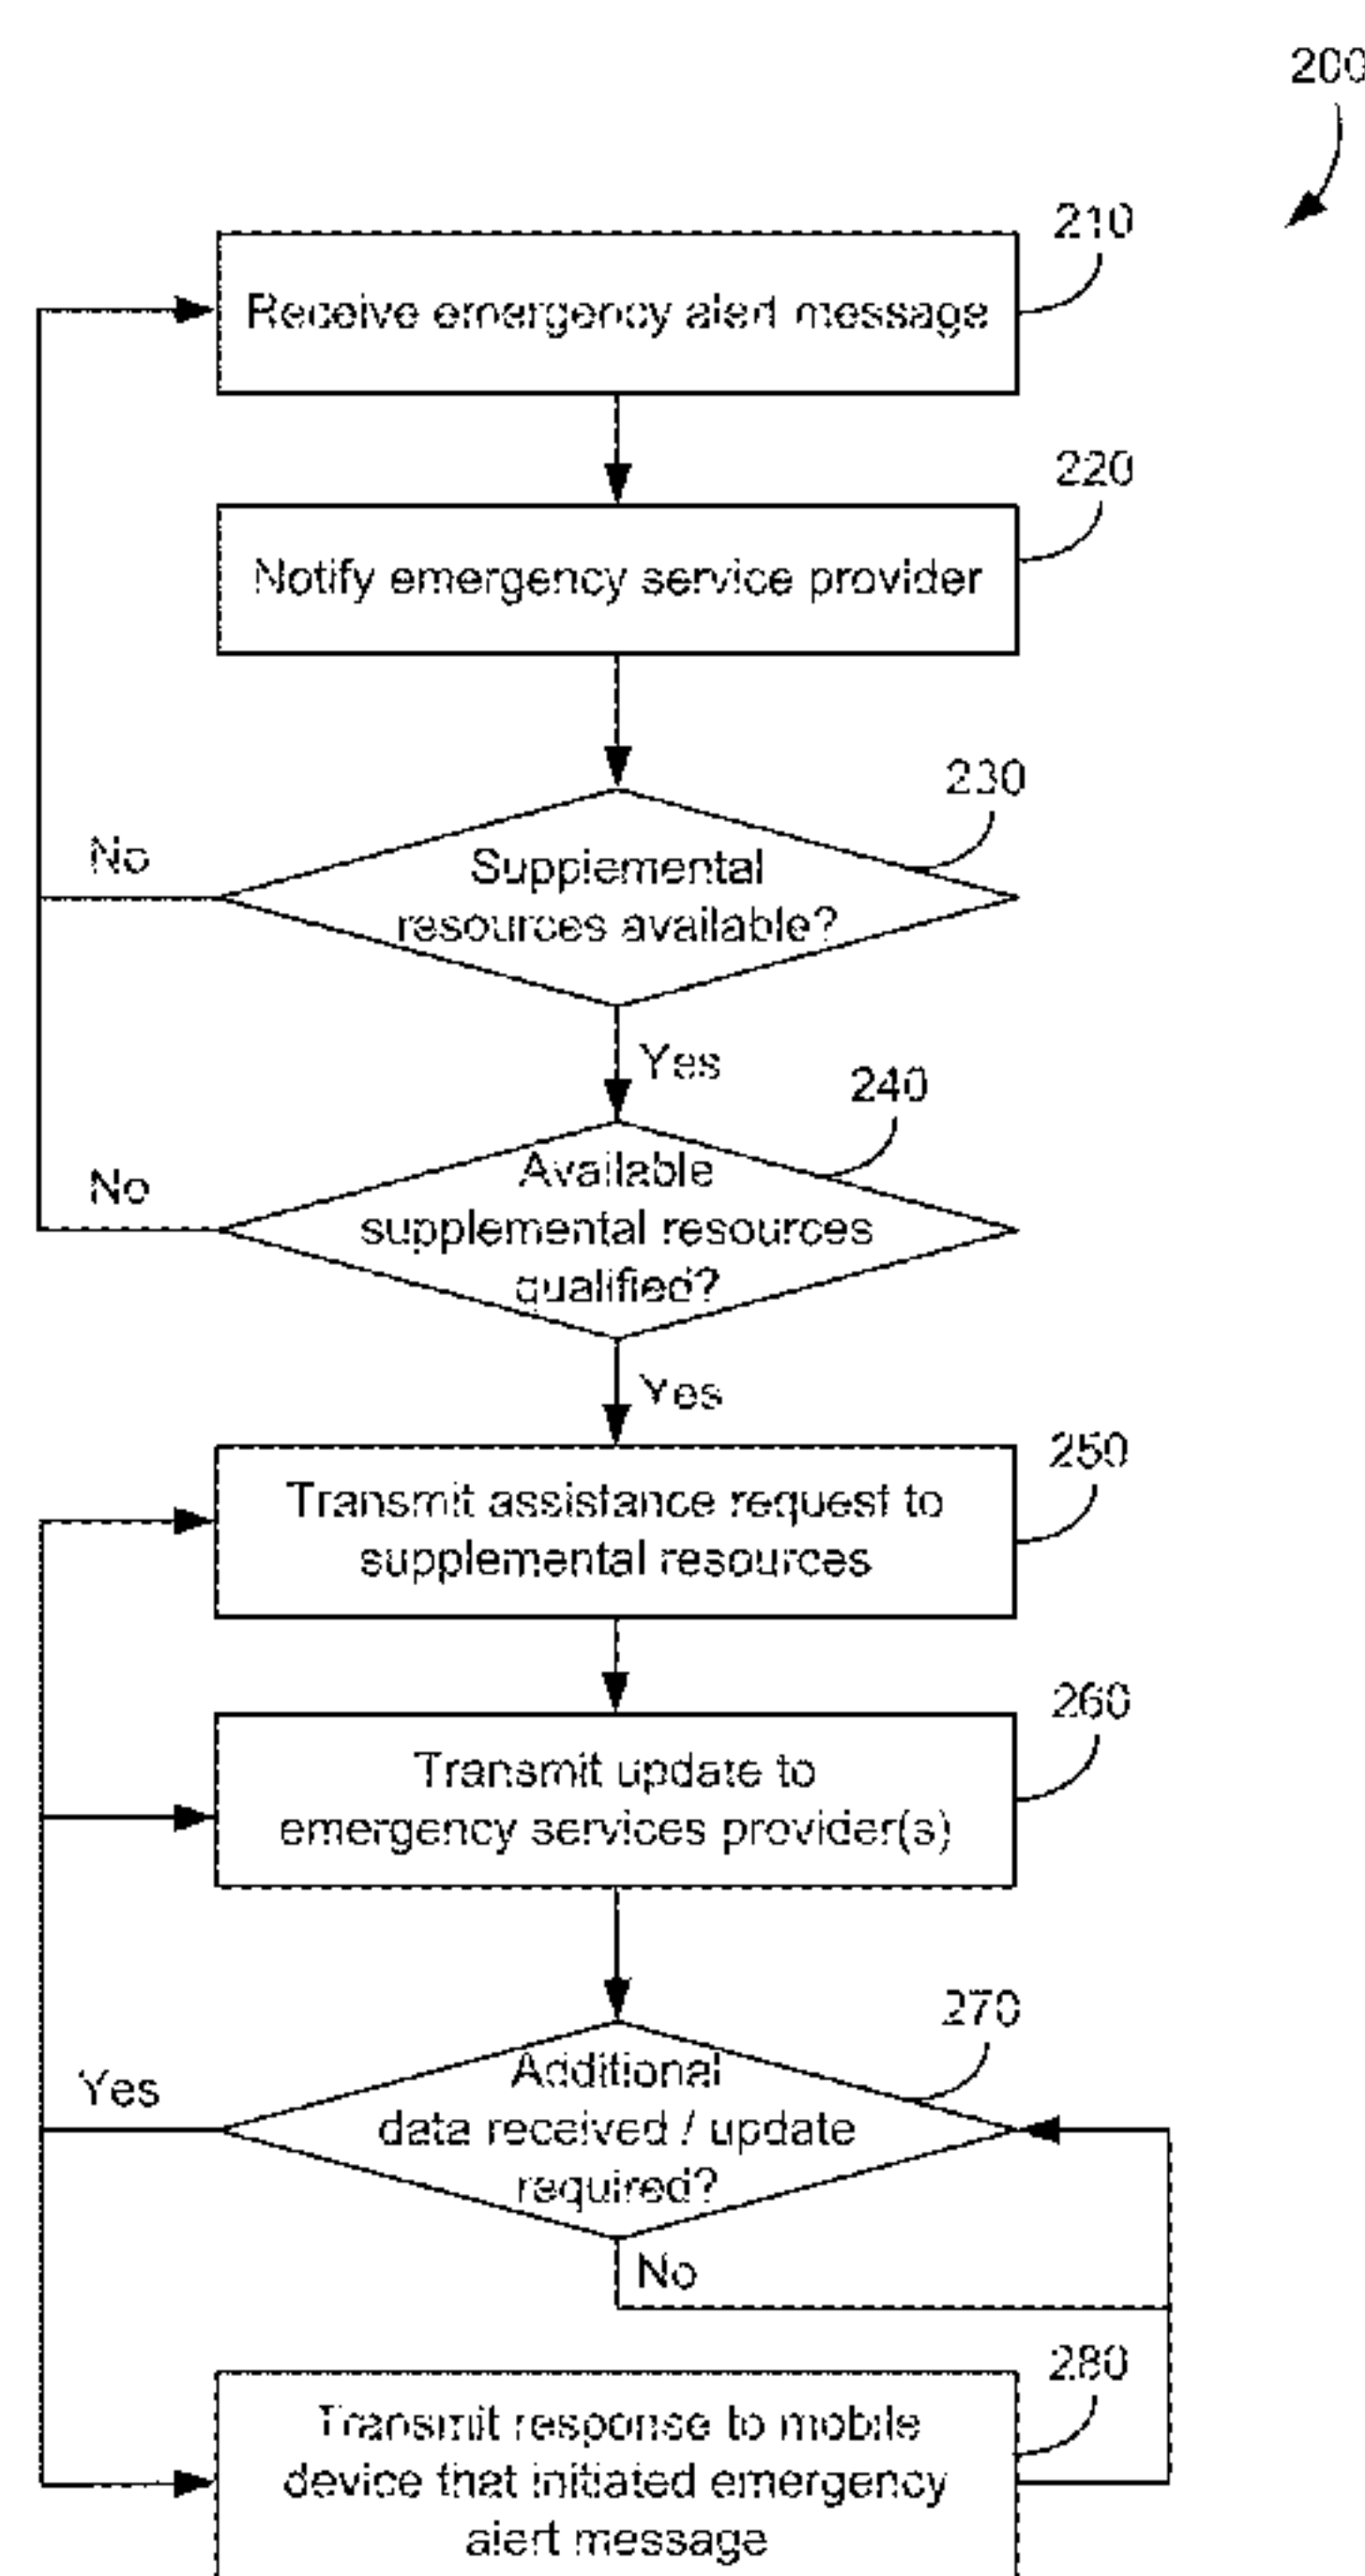 200
210
Receive emergency alert message
220
Notify emergency service provider
230
No
Supplemental
resources available?
Yes
240
No
Available
supplemental resources
qualified?
Yes
250
Transmit assistance request to
supplemental resources
260
Transmit update to
emergency services provider(s)
270
Yes
Additional
data received / update
required?
No
280
Transmit response to mobile
device that initiated emergency
alert message